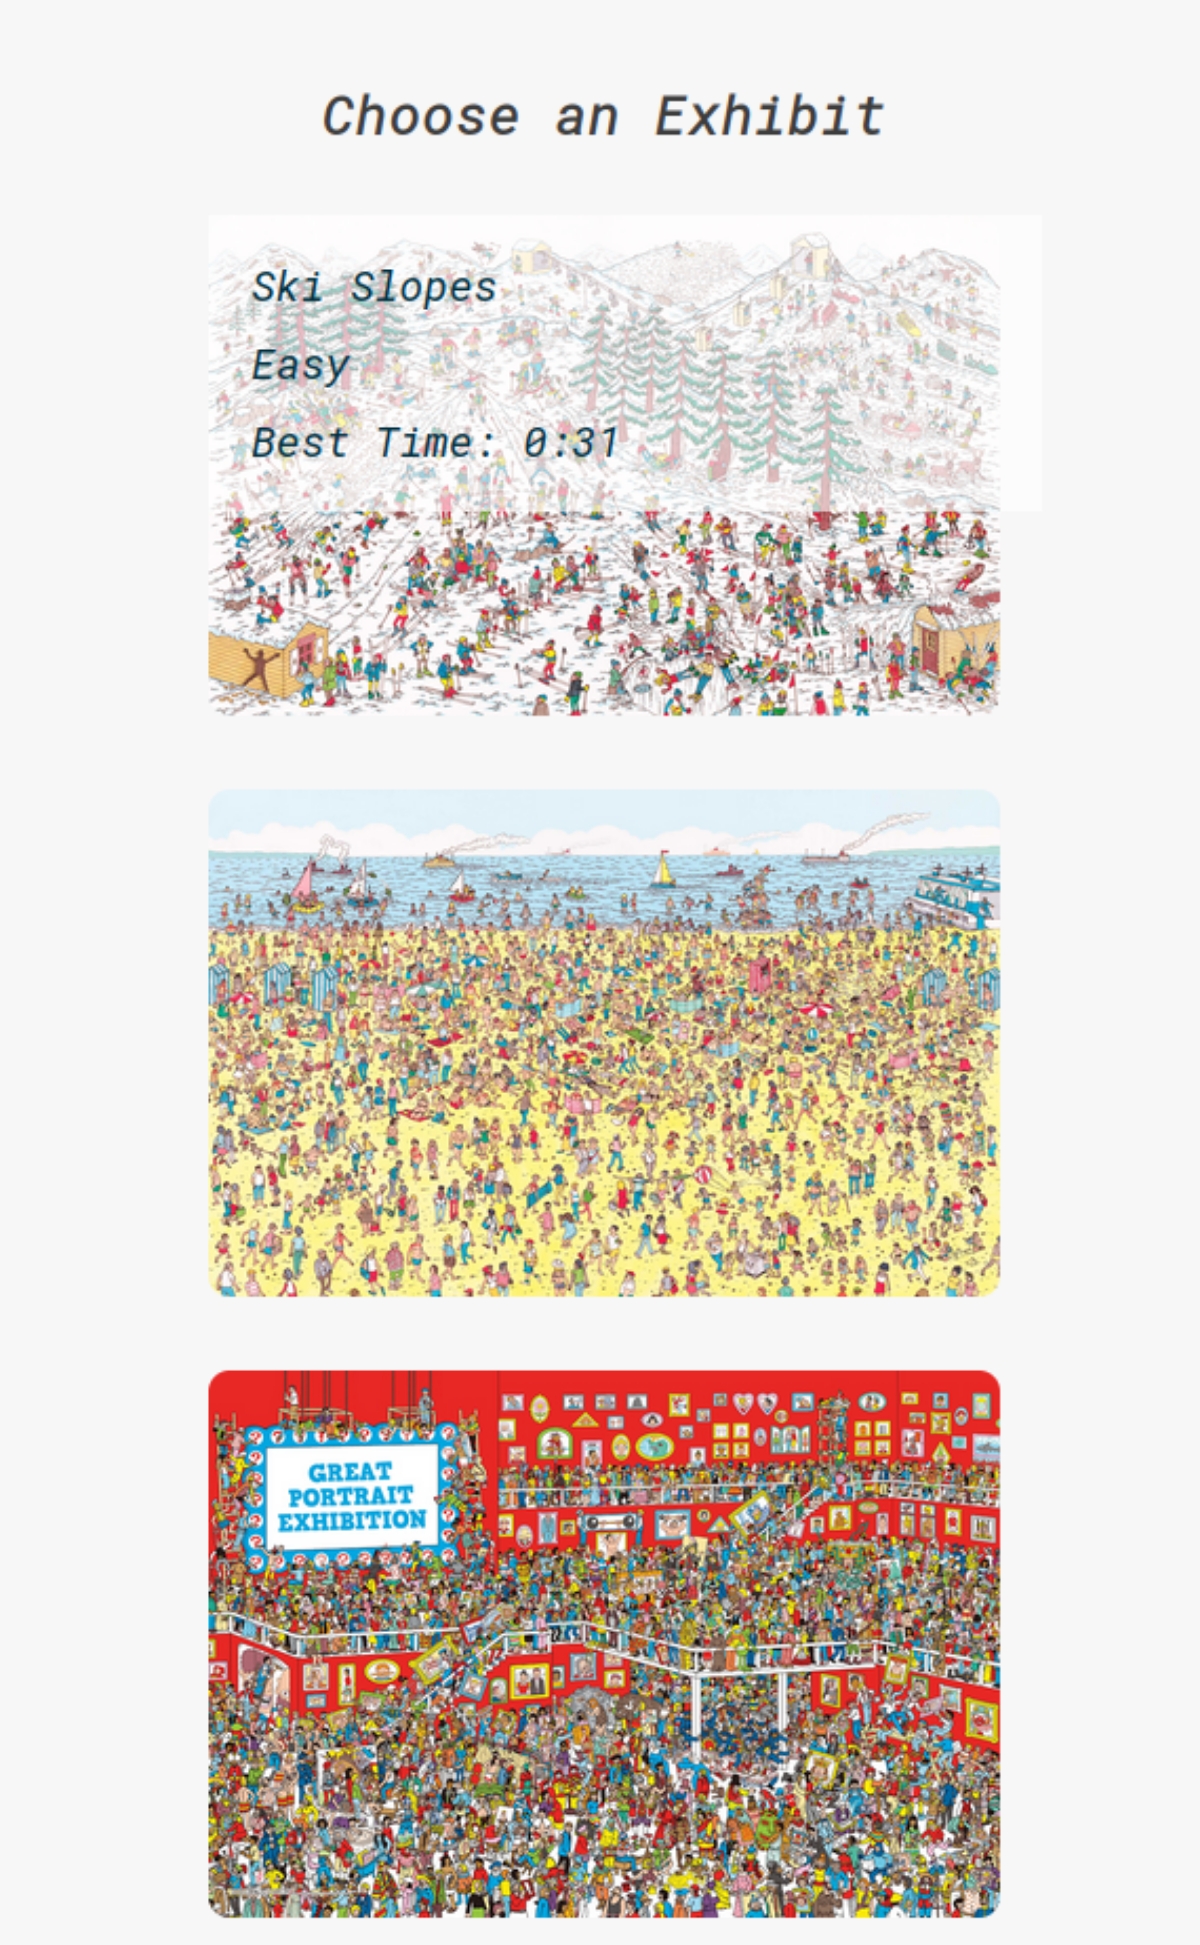 Choose an Exhibit
Ski Slopes
Easy
Best Time: 0:31
GREAT
PORTRAIT
EXHIBITION